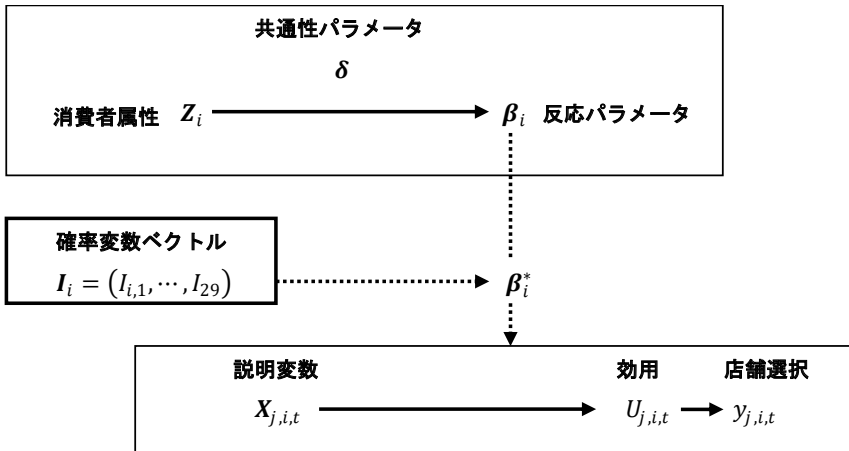 共通性パラメータ
δ
消費者属性 Z_i β_i 反応パラメータ
確率変数ベクトル
I_i = (I_{i,1}, ⋯, I_{29})
β_i^*
説明変数 効用 店舗選択
X_{j,i,t} U_{j,i,t} y_{j,i,t}